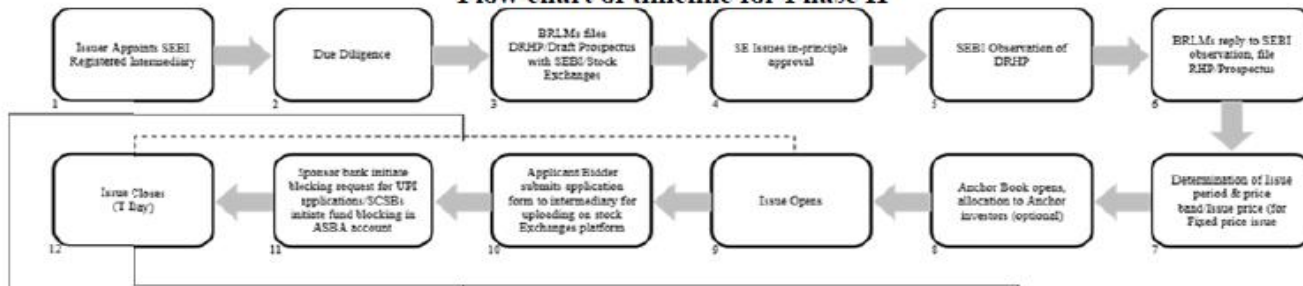 Flow chart of timeline for Phase II
Issuer Appoints SEBI
Registered Intermediary
1
Due Diligence
2
BRLMs files
DRHP/Draft Prospectus
with SEBI/Stock
Exchanges
3
SE Issues in-principle
approval
4
SEBI Observation of
DRHP
5
BRLMs reply to SEBI
observation, file
RHP/Prospectus
6
Issue Closes
(T Day)
12
Sponsor bank initiate
blocking request for UPI
applications/SCSBs
initiate fund blocking in
ASBA account
11
Applicant Bidder
submits application
form to intermediary for
uploading on stock
Exchanges platform
10
Issue Opens
9
Anchor Book opens,
allocation to Anchor
investors (optional)
8
Determination of Issue
period & price
band/Issue price (for
Fixed price issue
7